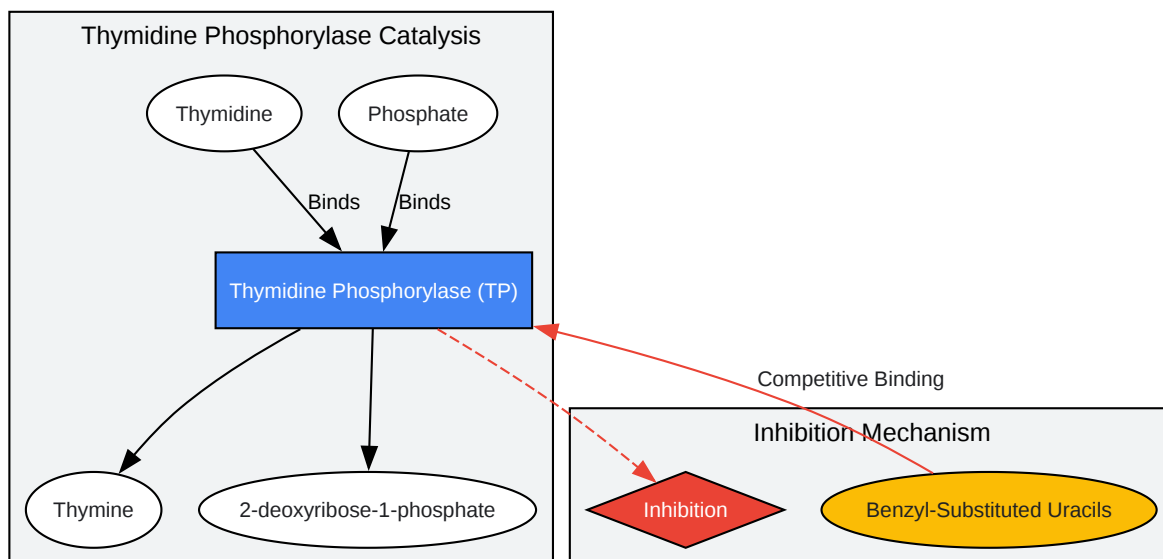 Thymidine Phosphorylase Catalysis
Thymidine
Phosphate
Binds
Binds
Thymidine Phosphorylase (TP)
Competitive Binding
Inhibition Mechanism
Thymine
2-deoxyribose-1-phosphate
Inhibition
Benzyl-Substituted Uracils